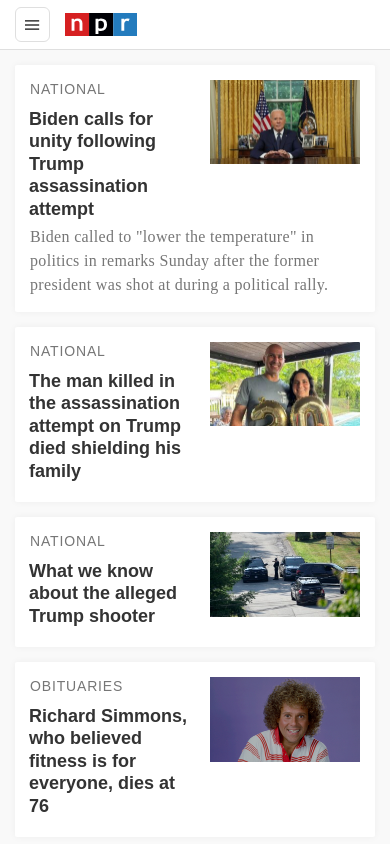 npr
NATIONAL
Biden calls for
unity following
Trump
assassination
attempt
Biden called to "lower the temperature" in
politics in remarks Sunday after the former
president was shot at during a political rally.
NATIONAL
The man killed in
the assassination
attempt on Trump
died shielding his
family
20
NATIONAL
What we know
about the alleged
Trump shooter
OBITUARIES
Richard Simmons,
who believed
fitness is for
everyone, dies at
76